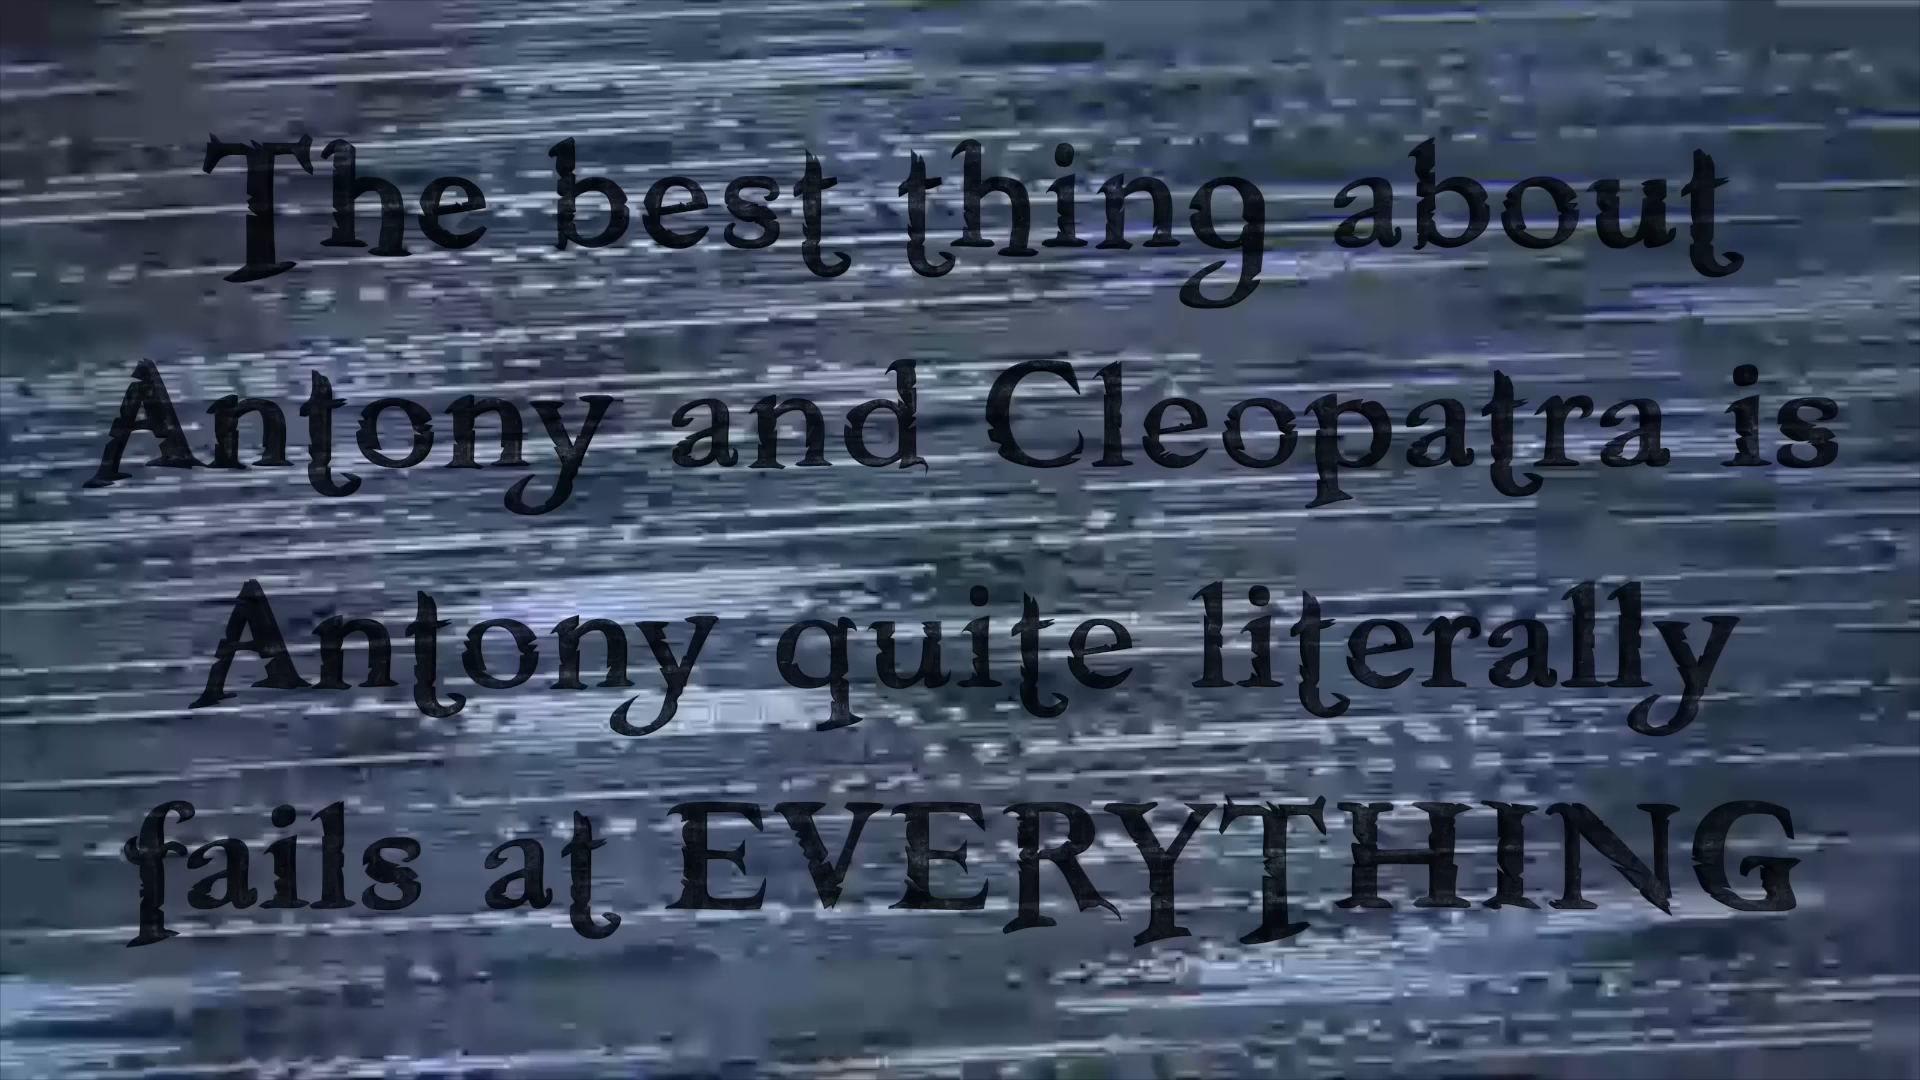 The best thing about
Antony and Cleopatra is
Antony quite literally
fails at EVERYTHING